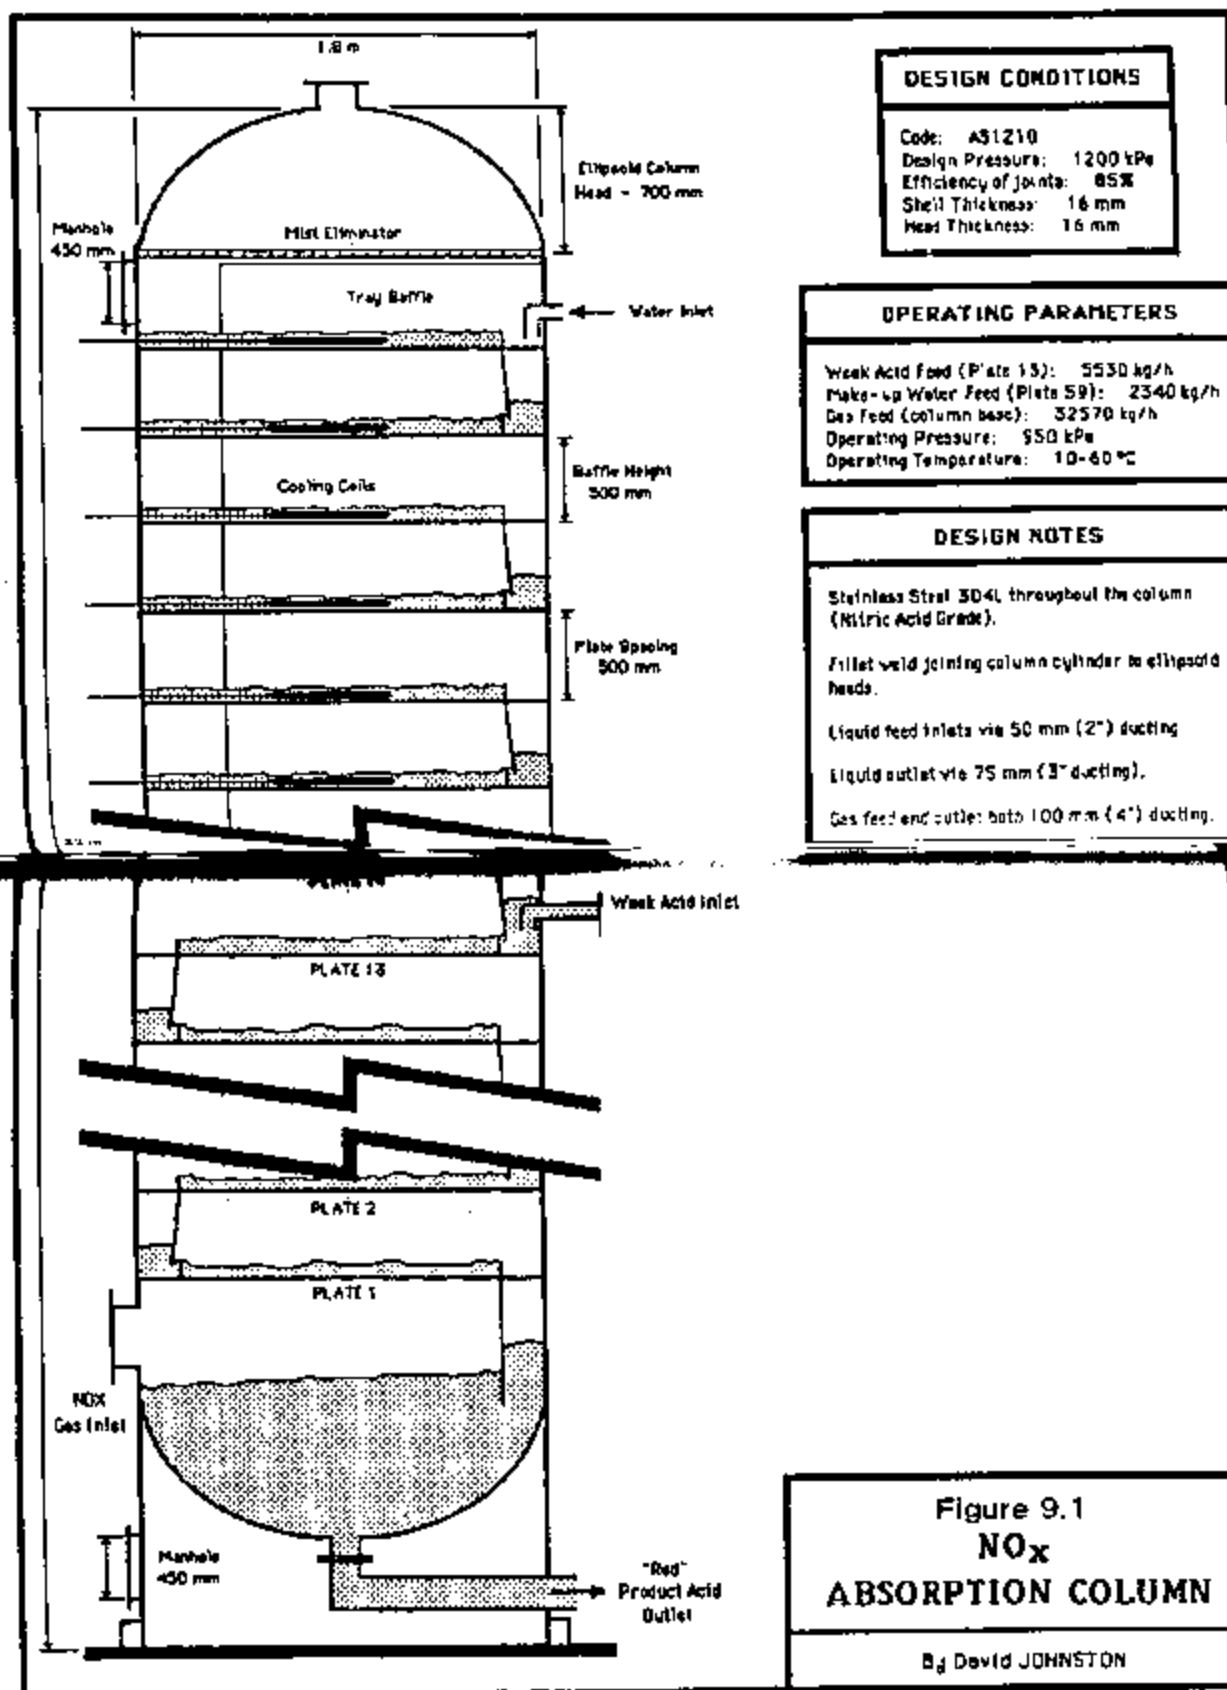 1.8 m
DESIGN CONDITIONS
Code: AS1210
Design Pressure: 1200 kPa
Efficiency of joints: 85%
Shell Thickness: 16 mm
Head Thickness: 16 mm
Ellipsoid Column
Head - 700 mm
Manhole
450 mm
Mist Eliminator
Tray Baffle
Water Inlet
OPERATING PARAMETERS
Weak Acid Feed (Plate 13): 5530 kg/h
Make-up Water Feed (Plate 59): 2340 kg/h
Gas Feed (column base): 32570 kg/h
Operating Pressure: 950 kPa
Operating Temperature: 10-60 °C
Cooling Coils
Baffle Height
500 mm
DESIGN NOTES
Stainless Steel 304L throughout the column
(Nitric Acid Grade).
Fillet weld joining column cylinder to ellipsoid
heads.
Liquid feed inlets via 50 mm (2") ducting
Liquid outlet via 75 mm (3" ducting).
Gas feed and outlet both 100 mm (4") ducting.
Plate Spacing
500 mm
Weak Acid Inlet
PLATE 13
PLATE 2
PLATE 1
NOX
Gas Inlet
Manhole
450 mm
"Red"
Product Acid
Outlet
Figure 9.1
NOx
ABSORPTION COLUMN
By David JOHNSTON